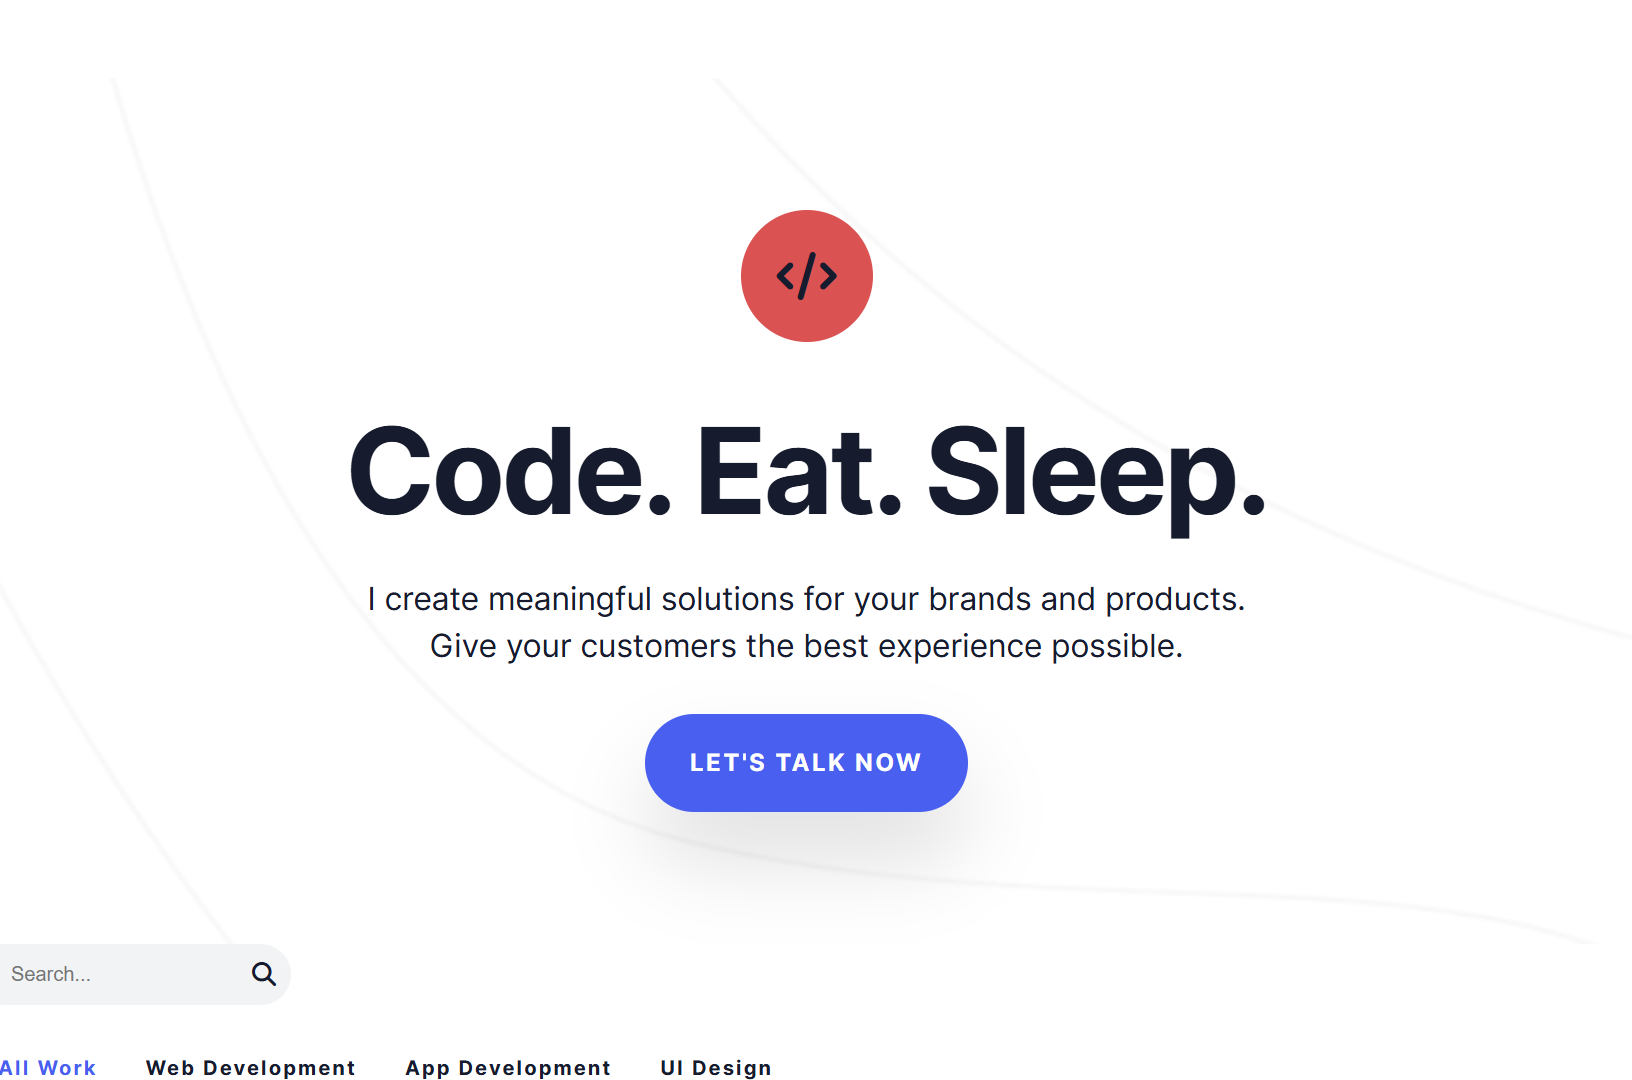 </>
Code. Eat. Sleep.
I create meaningful solutions for your brands and products.
Give your customers the best experience possible.
LET'S TALK NOW
Search...
All Work Web Development App Development UI Design